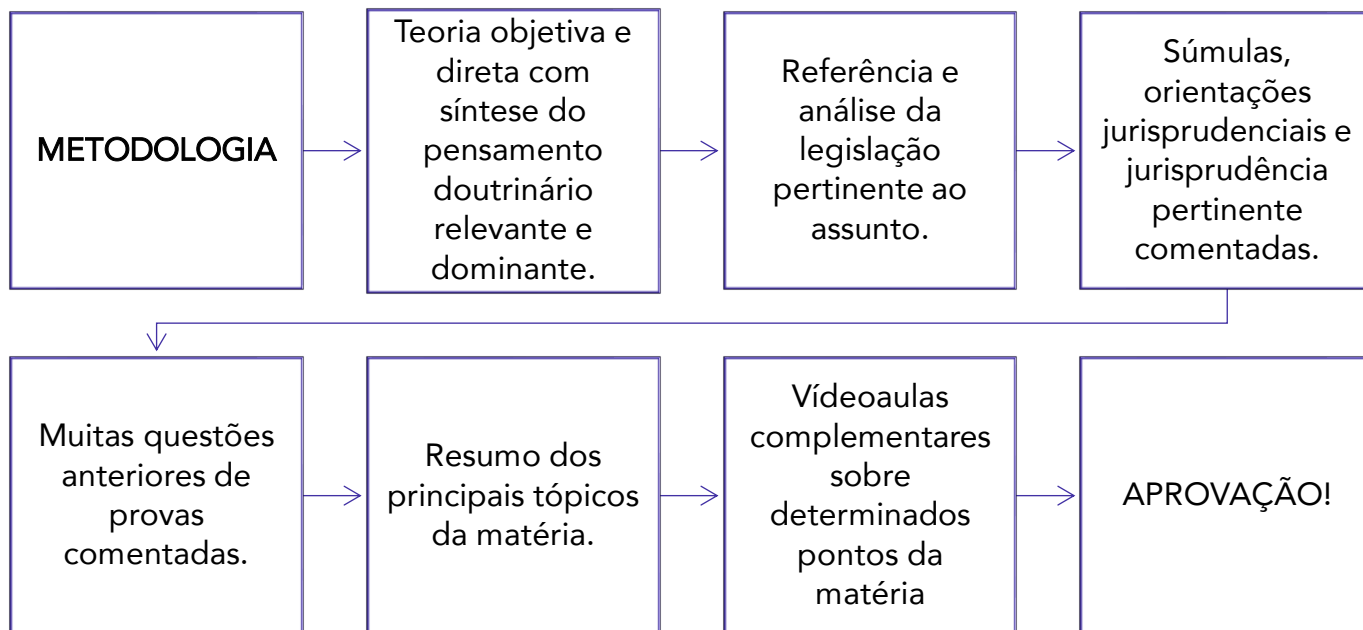 METODOLOGIA
Teoria objetiva e
direta com
síntese do
pensamento
doutrinário
relevante e
dominante.
Referência e
análise da
legislação
pertinente ao
assunto.
Súmulas,
orientações
jurisprudenciais e
jurisprudência
pertinente
comentadas.
Muitas questões
anteriores de
provas
comentadas.
Resumo dos
principais tópicos
da matéria.
Vídeoaulas
complementares
sobre
determinados
pontos da
matéria
APROVAÇÃO!